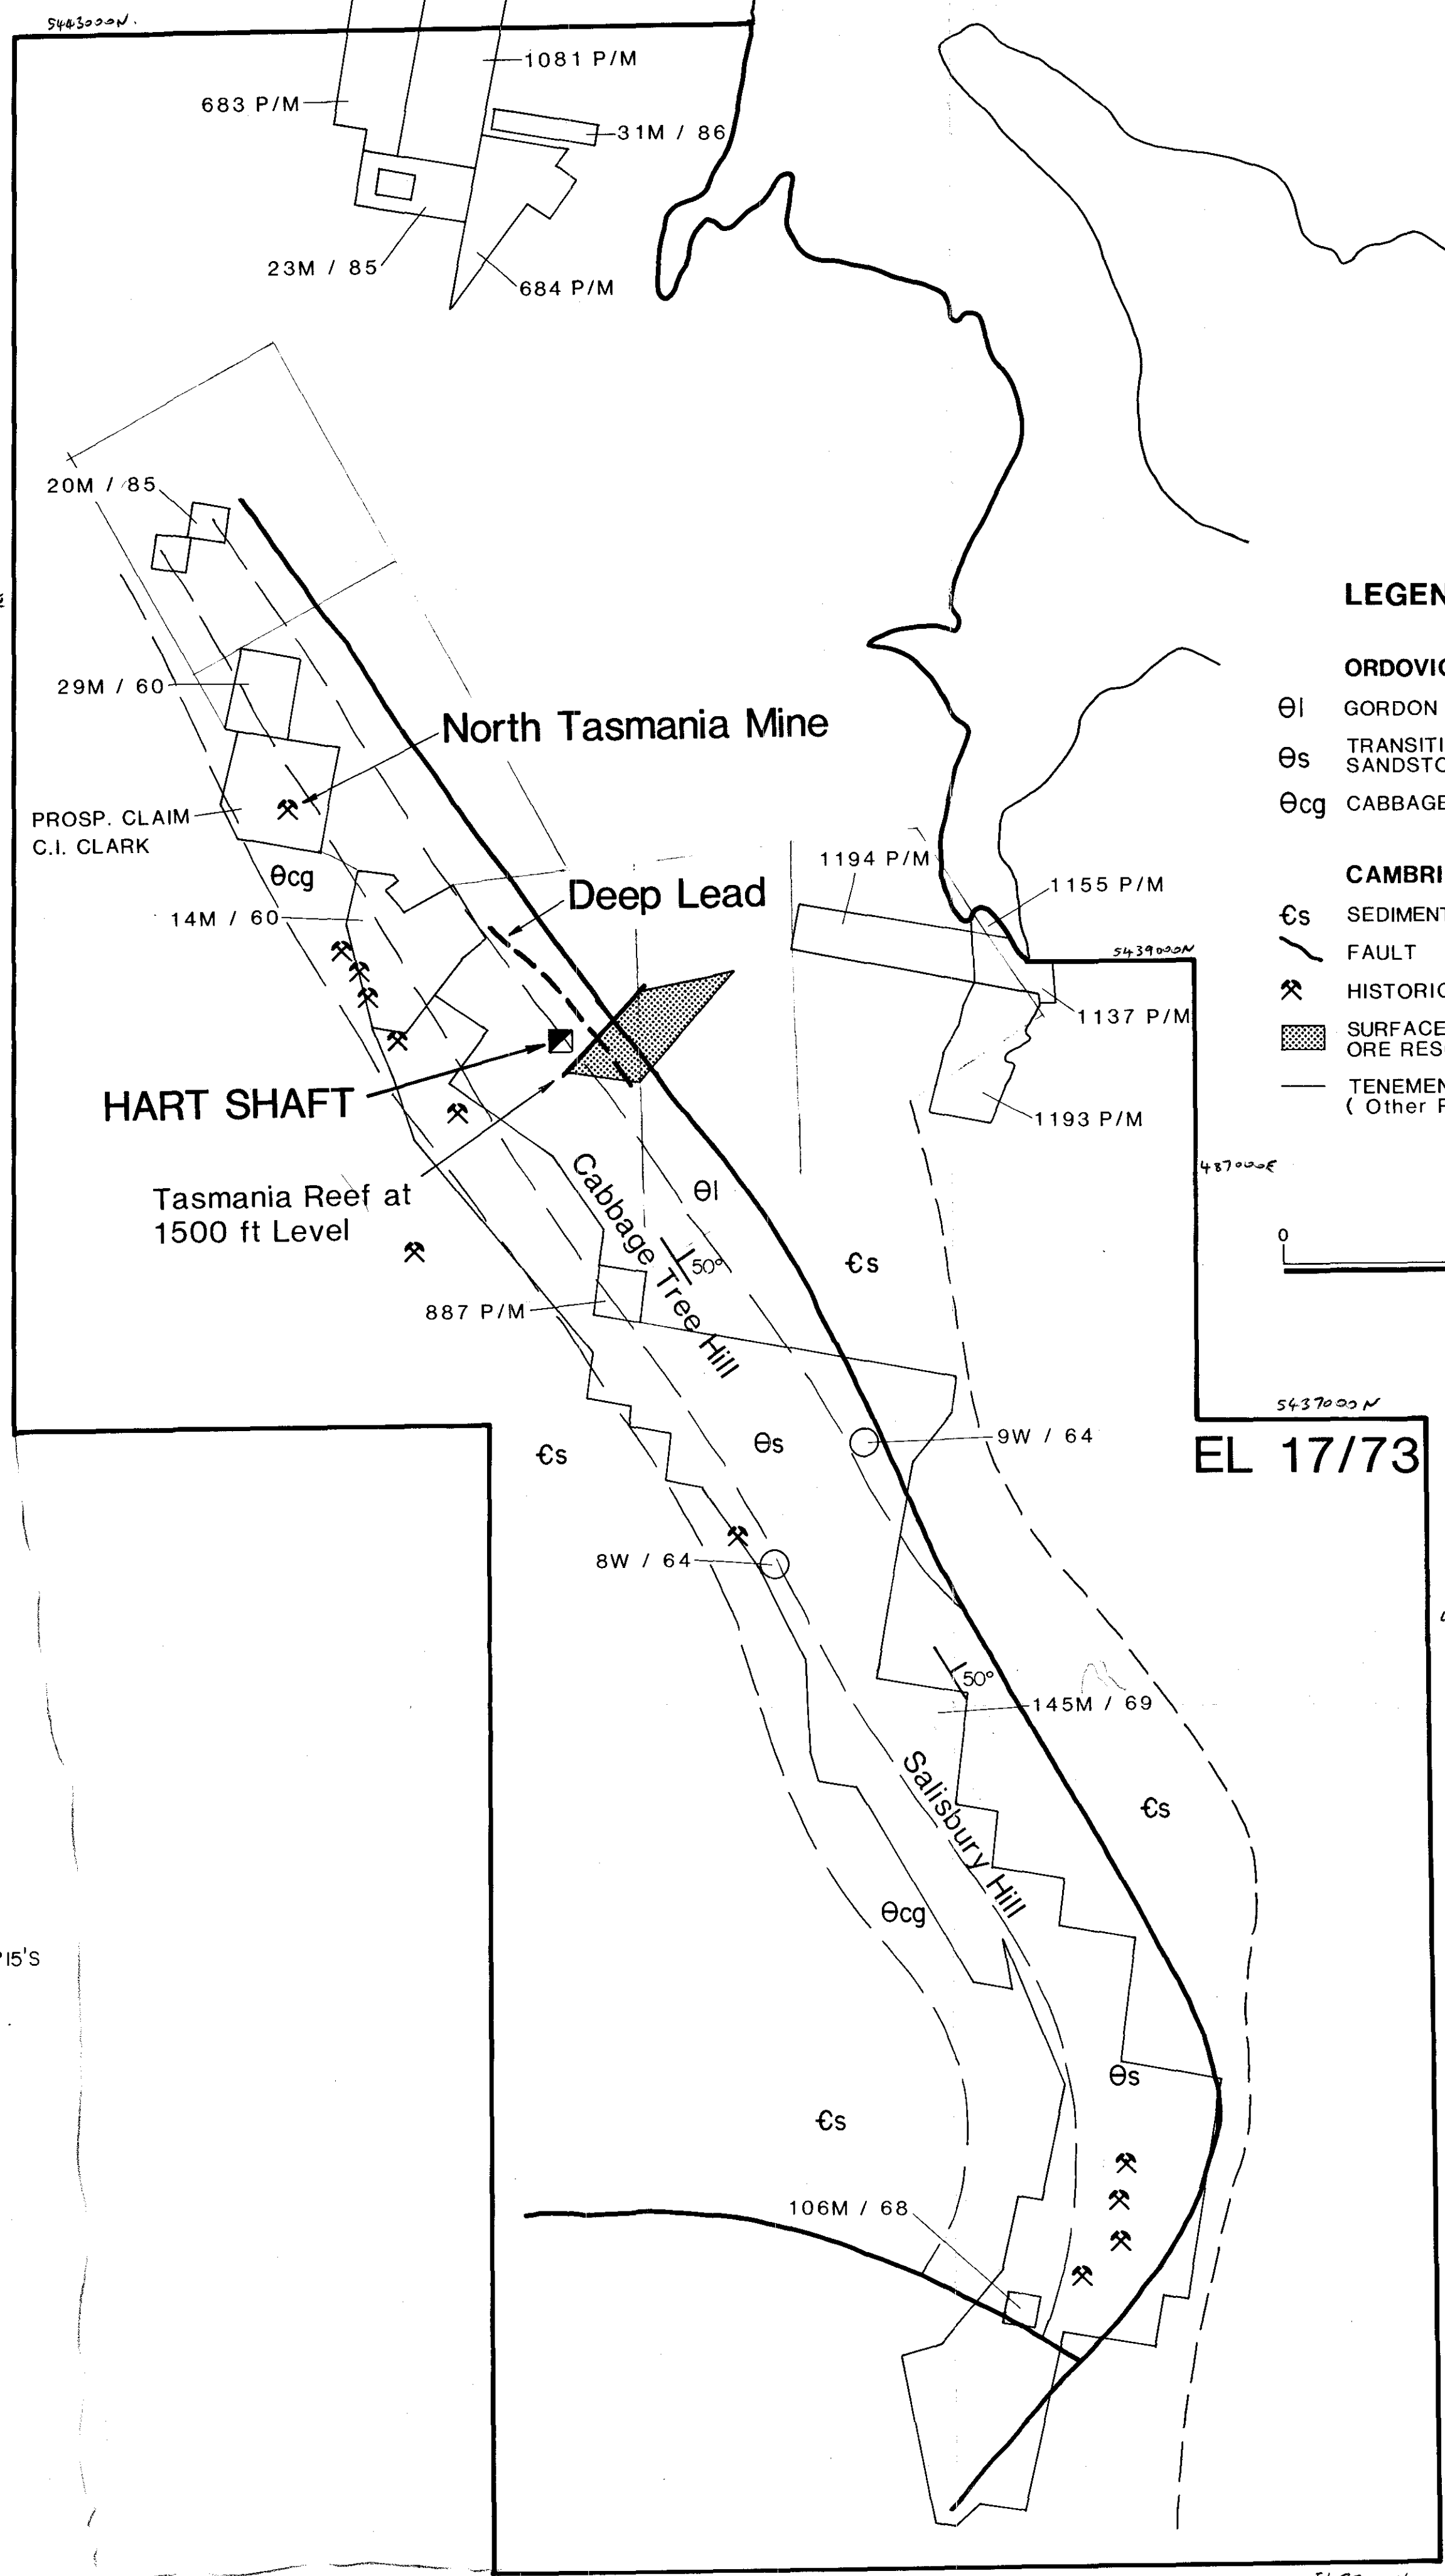 5443000N.
1081 P/M
683 P/M
31M / 86
23M / 85
684 P/M
20M / 85
LEGEN
ORDOVIC
29M / 60
Θl GORDON
North Tasmania Mine
Θs TRANSITI
SANDSTO
Θcg CABBAGE
PROSP. CLAIM
C.I. CLARK
1194 P/M
Θcg
Deep Lead
1155 P/M
CAMBRI
14M / 60
Єs SEDIMENT
5439000N
FAULT
HISTORIC
1137 P/M
SURFACE
ORE RES
HART SHAFT
TENEMEN
( Other P
1193 P/M
487000E
Tasmania Reef at
1500 ft Level
Cabbage Tree Hill
Θl
0
50°
Єs
887 P/M
5437000N
9W / 64
Θs
Єs
EL 17/73
8W / 64
50°
145M / 69
Salisbury Hill
Єs
Θcg
15'S
Θs
Єs
106M / 68